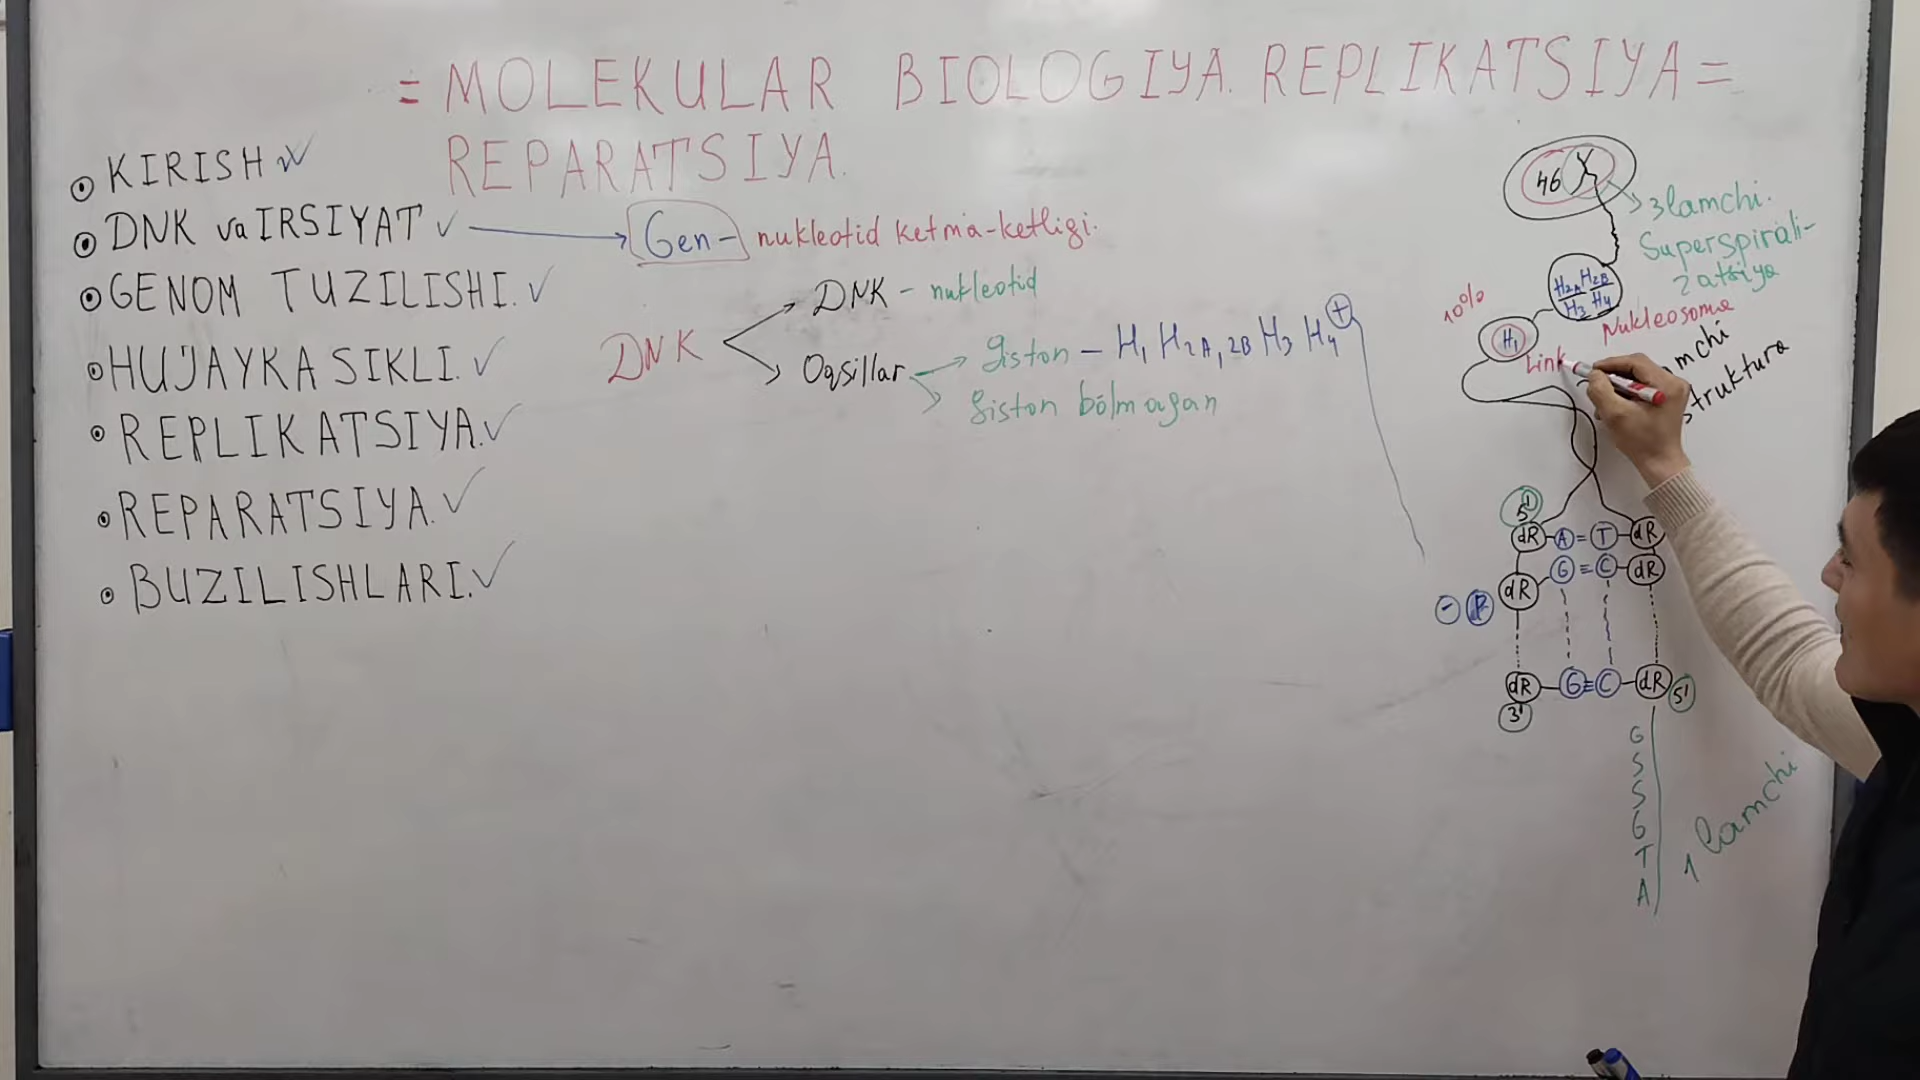 = MOLEKULAR BIOLOGIYA. REPLIKATSIYA =
REPARATSIYA.
KIRISH
DNK va IRSIYAT
Gen- nukleotid ketma-ketligi.
GENOM TUZILISHI.
HUJAYKA SIKLI.
REPLIKATSIYA.
REPARATSIYA.
BUZILISHLARI.
DNK
DNK - nukleotid
Oqsillar
Giston - H1 H2A,2B H3 H4 +
Giston bo'lmagan
46
3lamchi.
Superspirali-
zatsiya
H2A H2B
H3 H4
Nukleosoma
10%
H1
Link
amchi
struktura
5'
dR A = T dR
dR G ≡ C dR
- P
dR G ≡ C dR 5'
3'
G
S
S
G
T
A
1 lamchi